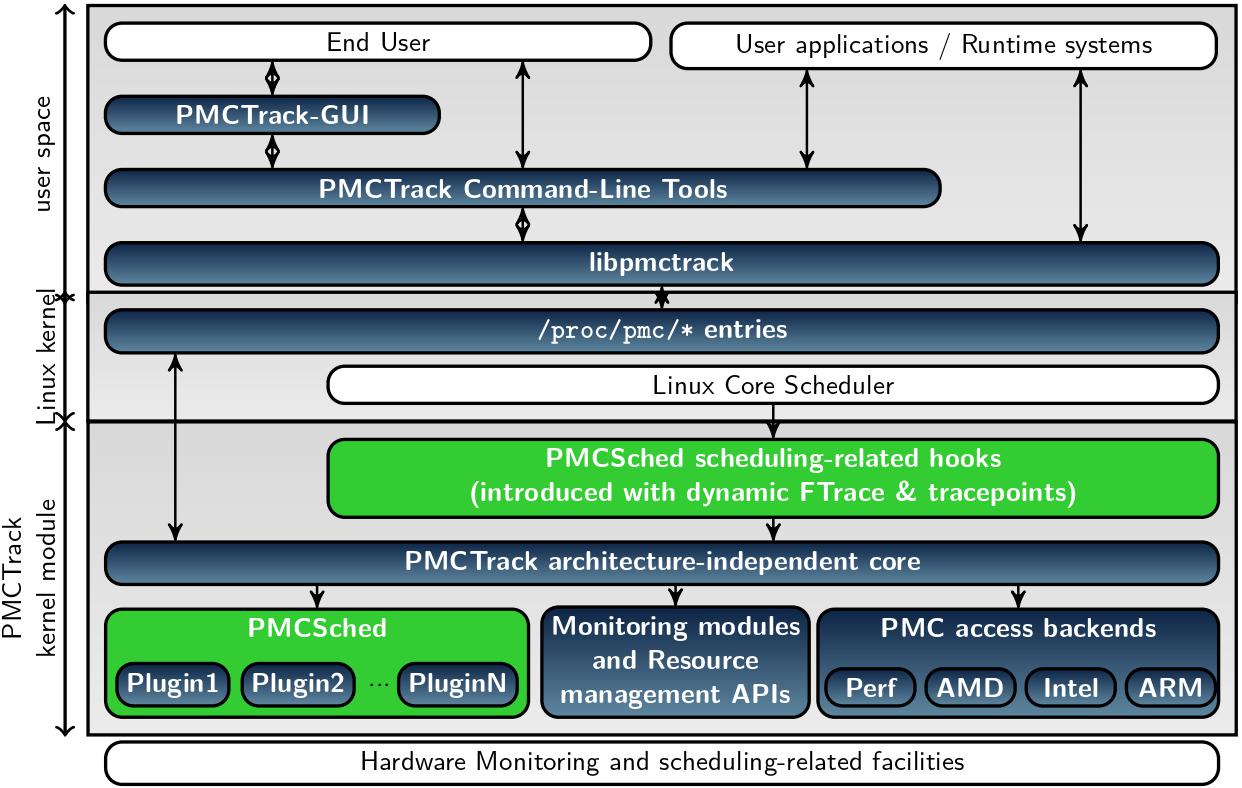 user space
End User
User applications / Runtime systems
PMCTrack-GUI
PMCTrack Command-Line Tools
libpmctrack
Linux kernel
/proc/pmc/* entries
Linux Core Scheduler
PMCTrack
kernel module
PMCSched scheduling-related hooks
(introduced with dynamic FTrace & tracepoints)
PMCTrack architecture-independent core
PMCSched
Plugin1 Plugin2 ... PluginN
Monitoring modules
and Resource
management APIs
PMC access backends
Perf AMD Intel ARM
Hardware Monitoring and scheduling-related facilities